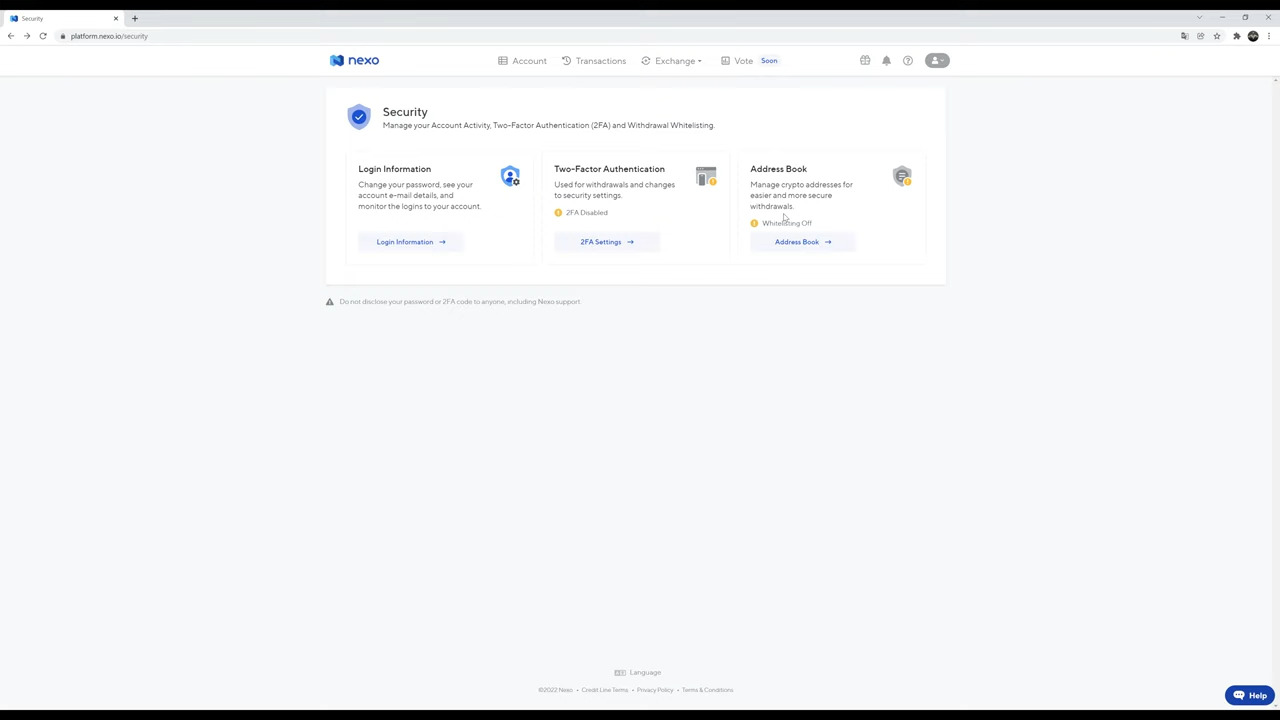 Security
platform.nexo.io/security
nexo
Account
Transactions
Exchange
Vote
Soon
Security
Manage your Account Activity, Two-Factor Authentication (2FA) and Withdrawal Whitelisting.
Login Information
Change your password, see your
account e-mail details, and
monitor the logins to your account.
Login Information →
Two-Factor Authentication
Used for withdrawals and changes
to security settings.
2FA Disabled
2FA Settings →
Address Book
Manage crypto addresses for
easier and more secure
withdrawals.
Whitelisting Off
Address Book →
Do not disclose your password or 2FA code to anyone, including Nexo support.
Language
©2022 Nexo • Credit Line Terms • Privacy Policy • Terms & Conditions
Help